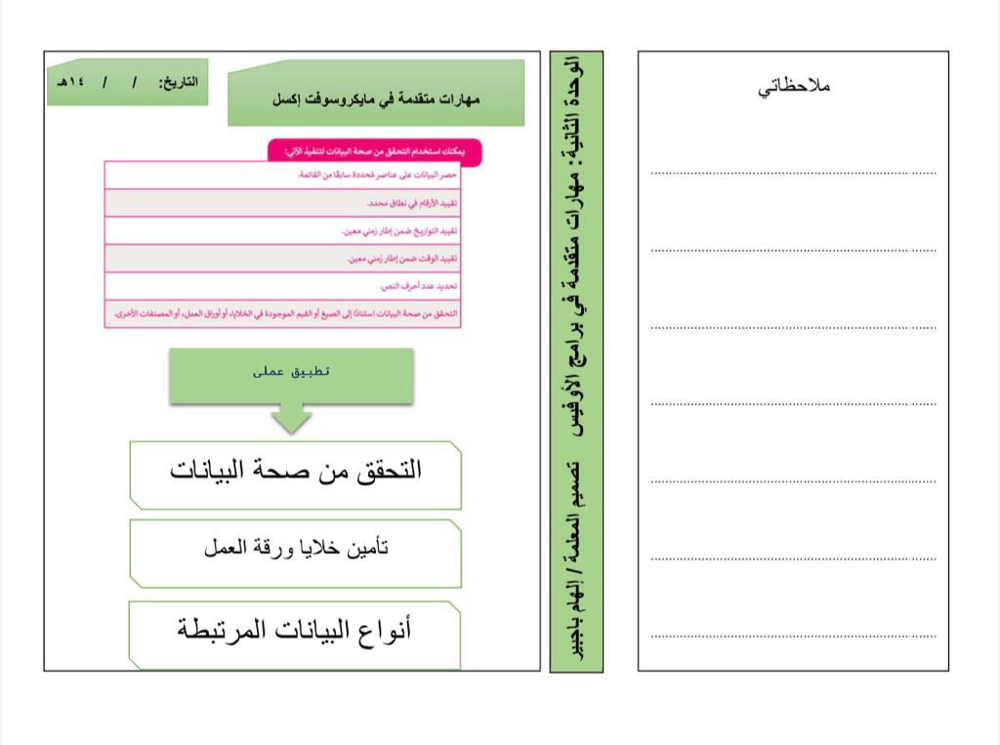 ملاحظاتي
الوحدة الثانية: مهارات متقدمة في برامج الأوفيس تصميم المعلمة / إلهام باجبير
مهارات متقدمة في مايكروسوفت إكسل
التاريخ: / / ١٤هـ
يمكنك استخدام التحقق من صحة البيانات لتنفيذ الآتي:
حصر البيانات على عناصر مُحددة سابقًا من القائمة.
تقييد الأرقام في نطاق محدد.
تقييد التواريخ ضمن إطار زمني معين.
تقييد الوقت ضمن إطار زمني معين.
تحديد عدد أحرف النص.
التحقق من صحة البيانات استنادًا إلى الصيغ أو القيم الموجودة في الخلايا، أو أوراق العمل، أو المصنفات الأخرى.
تطبيق عملى
التحقق من صحة البيانات
تأمين خلايا ورقة العمل
أنواع البيانات المرتبطة